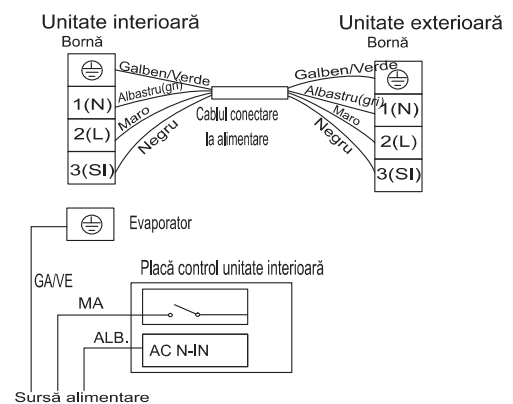 Unitate interioară
Bornă
1(N)
2(L)
3(SI)
Galben/Verde
Albastru(gri)
Maro
Negru
Cablul conectare
la alimentare
Unitate exterioară
Bornă
Galben/Verde
Albastru(gri)
Maro
Negru
1(N)
2(L)
3(SI)
Evaporator
GA/VE
Placă control unitate interioară
MA
ALB.
AC N-IN
Sursă alimentare